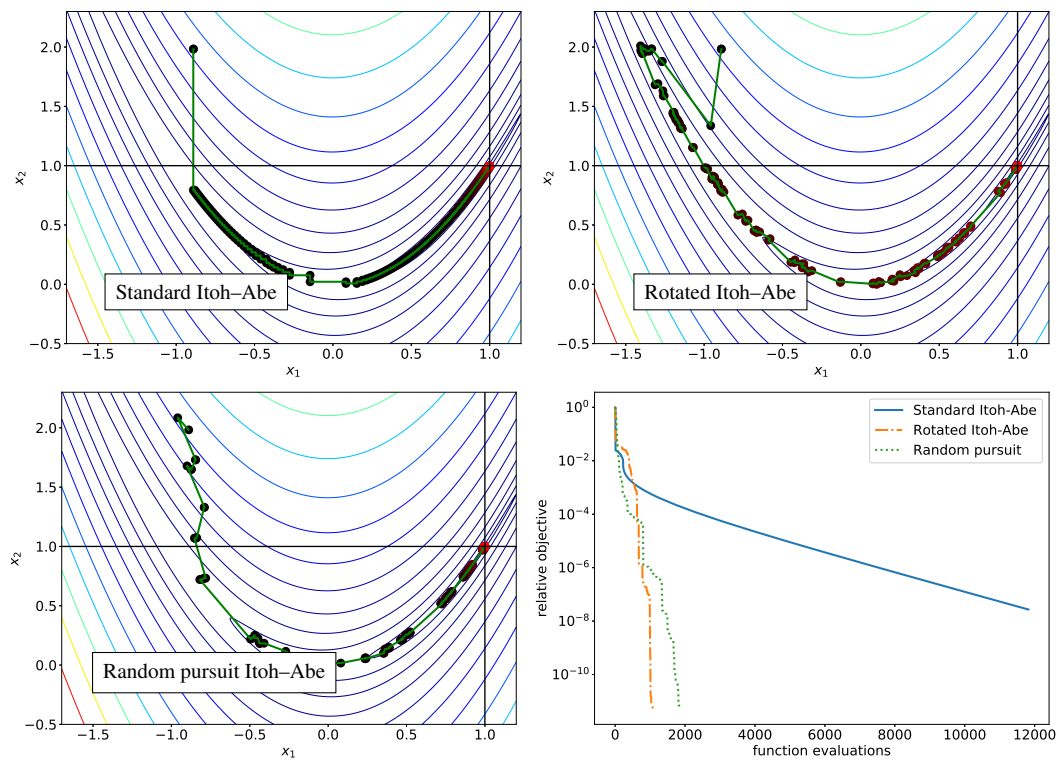 2.0
1.5
1.0
0.5
0.0
−0.5
x2
Standard Itoh–Abe
−1.5 −1.0 −0.5 0.0 0.5 1.0
x1
2.0
1.5
1.0
0.5
0.0
−0.5
x2
Rotated Itoh–Abe
−1.5 −1.0 −0.5 0.0 0.5 1.0
x1
2.0
1.5
1.0
0.5
0.0
−0.5
x2
Random pursuit Itoh–Abe
−1.5 −1.0 −0.5 0.0 0.5 1.0
x1
10^0
10^−2
10^−4
10^−6
10^−8
10^−10
relative objective
Standard Itoh-Abe
Rotated Itoh-Abe
Random pursuit
0 2000 4000 6000 8000 10000 12000
function evaluations